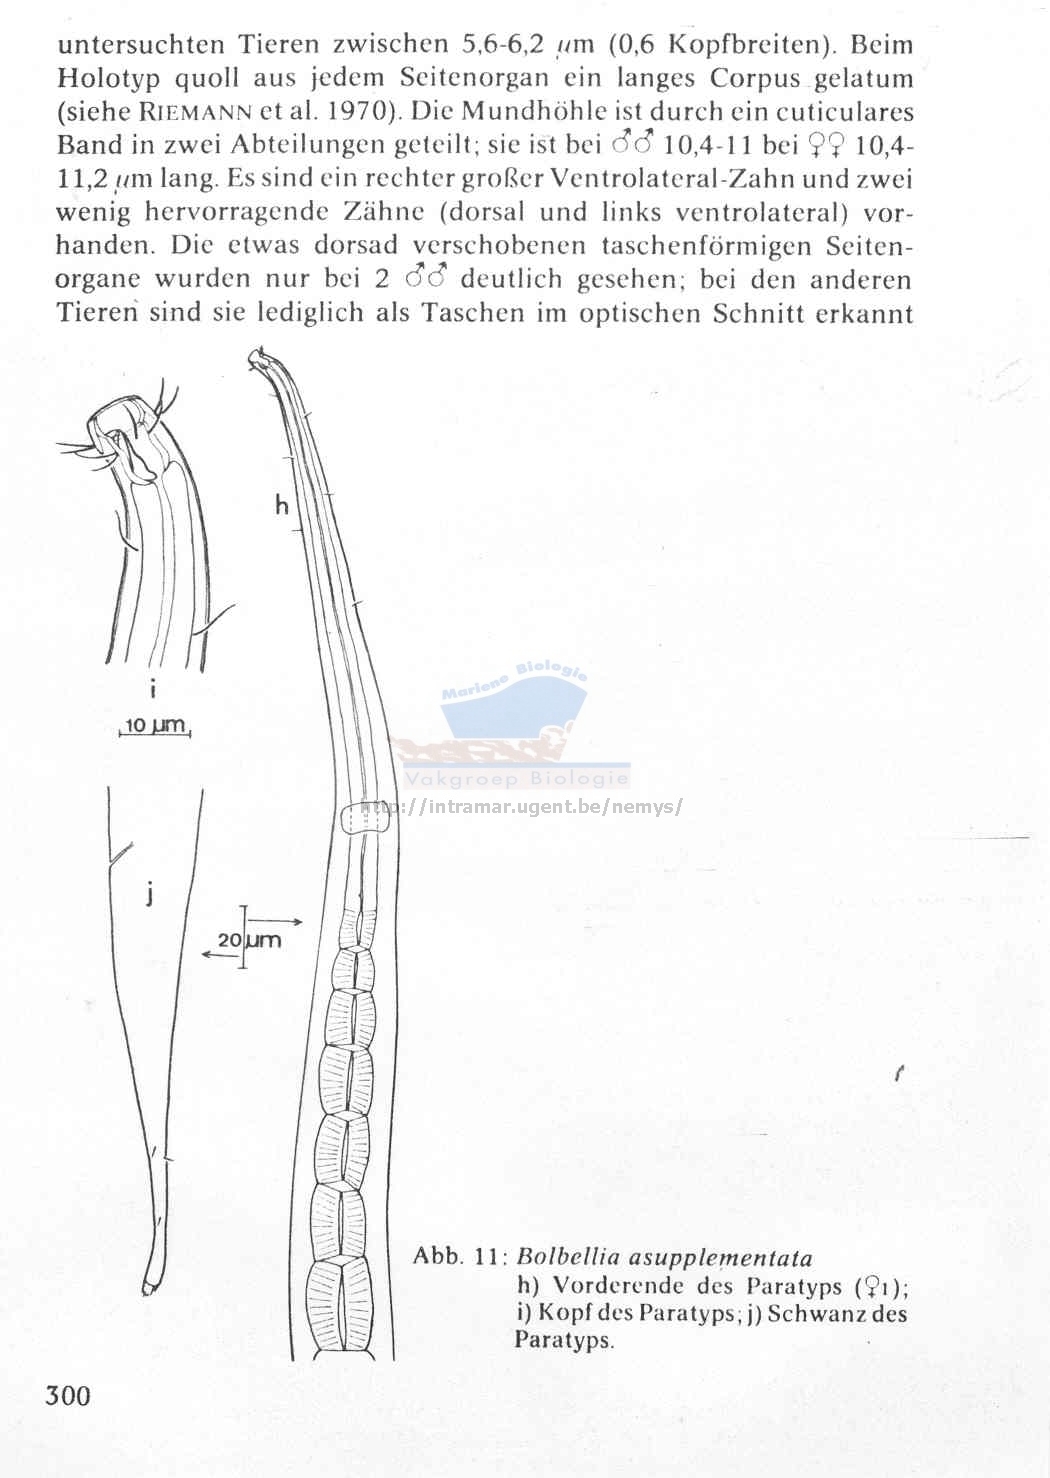 untersuchten Tieren zwischen 5,6-6,2 µm (0,6 Kopfbreiten). Beim
Holotyp quoll aus jedem Seitenorgan ein langes Corpus gelatum
(siehe RIEMANN et al. 1970). Die Mundhöhle ist durch ein cuticulares
Band in zwei Abteilungen geteilt; sie ist bei ♂♂ 10,4-11 bei ♀♀ 10,4-
11,2 µm lang. Es sind ein rechter großer Ventrolateral-Zahn und zwei
wenig hervorragende Zähne (dorsal und links ventrolateral) vor-
handen. Die etwas dorsad verschobenen taschenförmigen Seiten-
organe wurden nur bei 2 ♂♂ deutlich gesehen; bei den anderen
Tieren sind sie lediglich als Taschen im optischen Schnitt erkannt
h
i
10 µm
Mariene Biologie
Vakgroep Biologie
http://intramar.ugent.be/nemys/
j
20 µm
Abb. 11: Bolbellia asupplementata
h) Vorderende des Paratyps (♀1);
i) Kopf des Paratyps; j) Schwanz des
Paratyps.
300